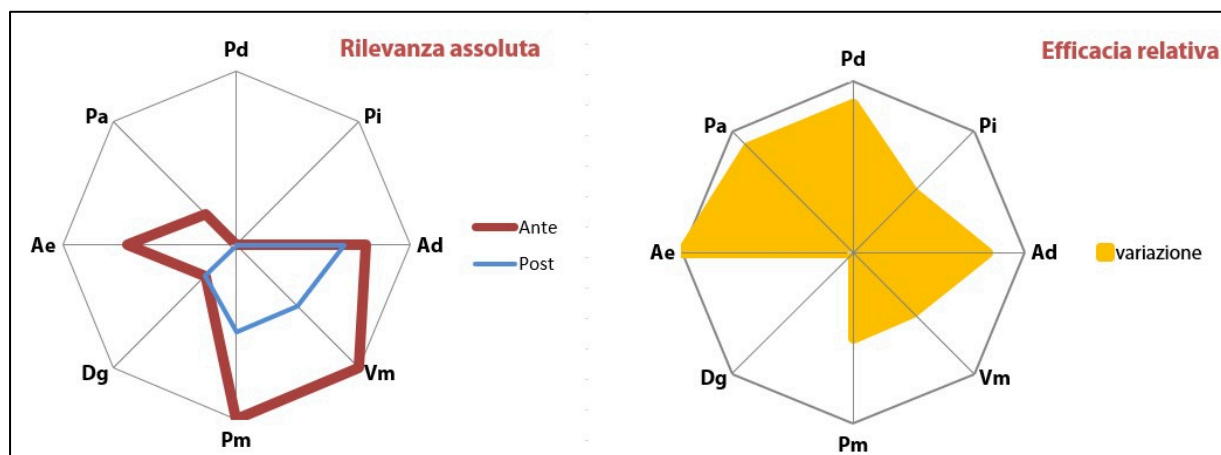 Rilevanza assoluta
Pd
Pi
Ad
Vm
Pm
Dg
Ae
Pa
Ante
Post
Efficacia relativa
Pd
Pi
Ad
Vm
Pm
Dg
Ae
Pa
variazione